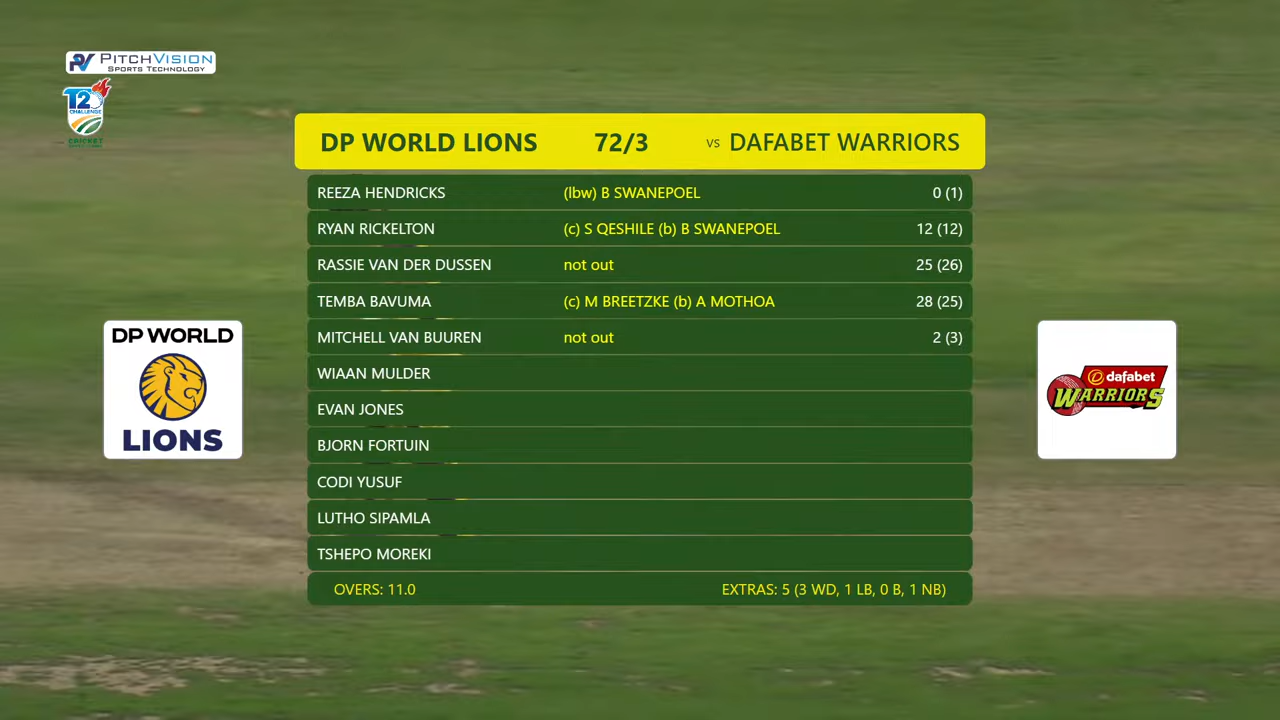 PITCHVISION
SPORTS TECHNOLOGY
T20
CHALLENGE
CRICKET
DP WORLD LIONS 72/3 vs DAFABET WARRIORS
REEZA HENDRICKS (lbw) B SWANEPOEL 0 (1)
RYAN RICKELTON (c) S QESHILE (b) B SWANEPOEL 12 (12)
RASSIE VAN DER DUSSEN not out 25 (26)
TEMBA BAVUMA (c) M BREETZKE (b) A MOTHOA 28 (25)
MITCHELL VAN BUUREN not out 2 (3)
WIAAN MULDER
EVAN JONES
BJORN FORTUIN
CODI YUSUF
LUTHO SIPAMLA
TSHEPO MOREKI
OVERS: 11.0 EXTRAS: 5 (3 WD, 1 LB, 0 B, 1 NB)
DP WORLD
LIONS
dafabet
WARRIORS